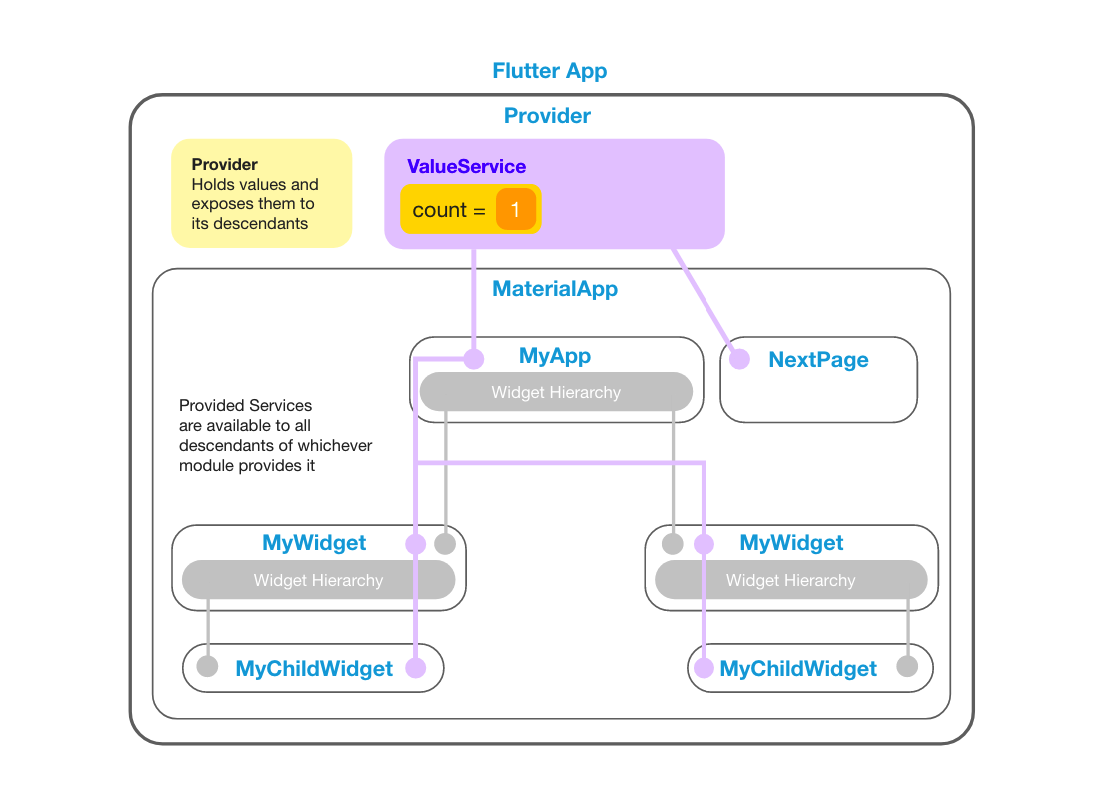 Flutter App
Provider
Provider
Holds values and
exposes them to
its descendants
ValueService
count = 1
MaterialApp
MyApp
Widget Hierarchy
NextPage
Provided Services
are available to all
descendants of whichever
module provides it
MyWidget
Widget Hierarchy
MyWidget
Widget Hierarchy
MyChildWidget
MyChildWidget